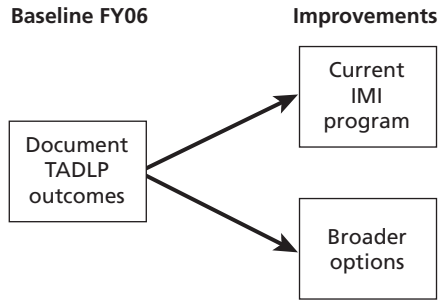 Baseline FY06
Improvements
Document
TADLP
outcomes
Current
IMI
program
Broader
options